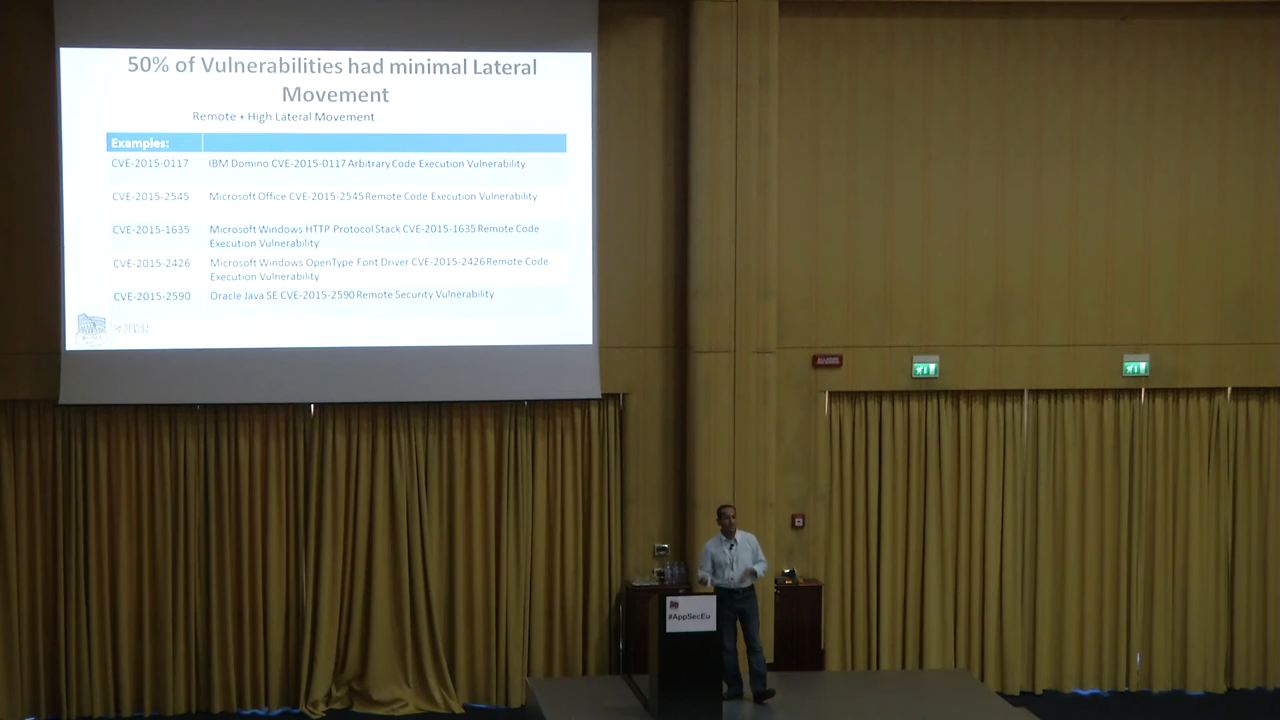 50% of Vulnerabilities had minimal Lateral
Movement
Remote + High Lateral Movement
Examples:
CVE-2015-0117 IBM Domino CVE-2015-0117 Arbitrary Code Execution Vulnerability
CVE-2015-2545 Microsoft Office CVE-2015-2545 Remote Code Execution Vulnerability
CVE-2015-1635 Microsoft Windows HTTP Protocol Stack CVE-2015-1635 Remote Code
Execution Vulnerability
CVE-2015-2426 Microsoft Windows OpenType Font Driver CVE-2015-2426 Remote Code
Execution Vulnerability
CVE-2015-2590 Oracle Java SE CVE-2015-2590 Remote Security Vulnerability
#AppSecEu